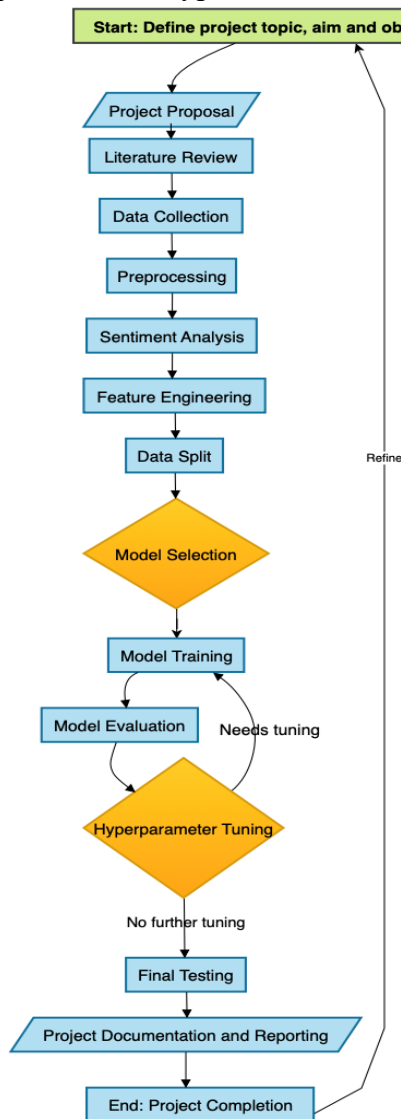 Start: Define project topic, aim and ob
Project Proposal
Literature Review
Data Collection
Preprocessing
Sentiment Analysis
Feature Engineering
Data Split
Refine
Model Selection
Model Training
Model Evaluation
Needs tuning
Hyperparameter Tuning
No further tuning
Final Testing
Project Documentation and Reporting
End: Project Completion